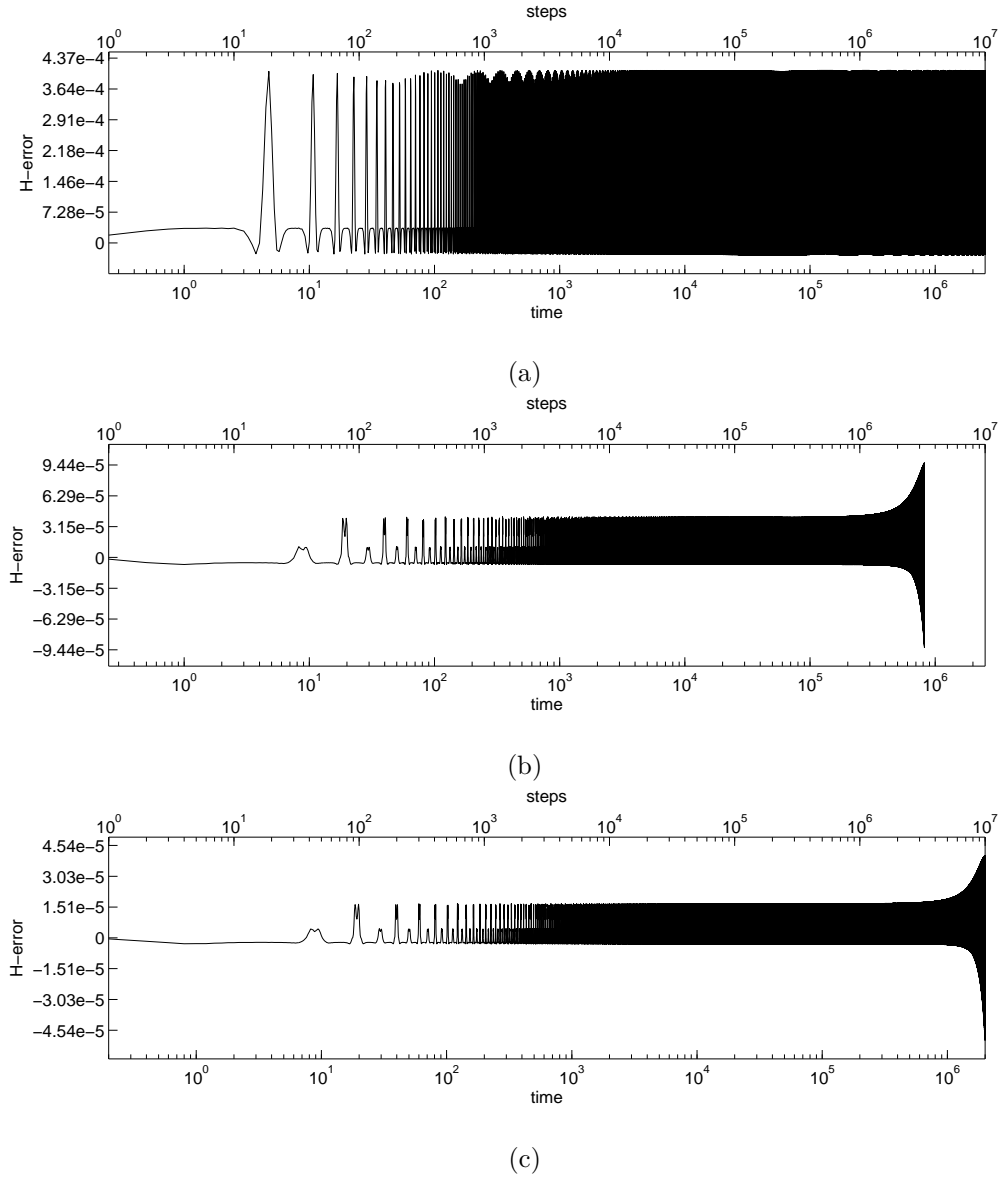 steps
10^0 10^1 10^2 10^3 10^4 10^5 10^6 10^7
4.37e−4
3.64e−4
2.91e−4
2.18e−4
1.46e−4
7.28e−5
0
H−error
10^0 10^1 10^2 10^3 10^4 10^5 10^6
time
(a)
steps
10^0 10^1 10^2 10^3 10^4 10^5 10^6 10^7
9.44e−5
6.29e−5
3.15e−5
0
−3.15e−5
−6.29e−5
−9.44e−5
H−error
10^0 10^1 10^2 10^3 10^4 10^5 10^6
time
(b)
steps
10^0 10^1 10^2 10^3 10^4 10^5 10^6 10^7
4.54e−5
3.03e−5
1.51e−5
0
−1.51e−5
−3.03e−5
−4.54e−5
H−error
10^0 10^1 10^2 10^3 10^4 10^5 10^6
time
(c)